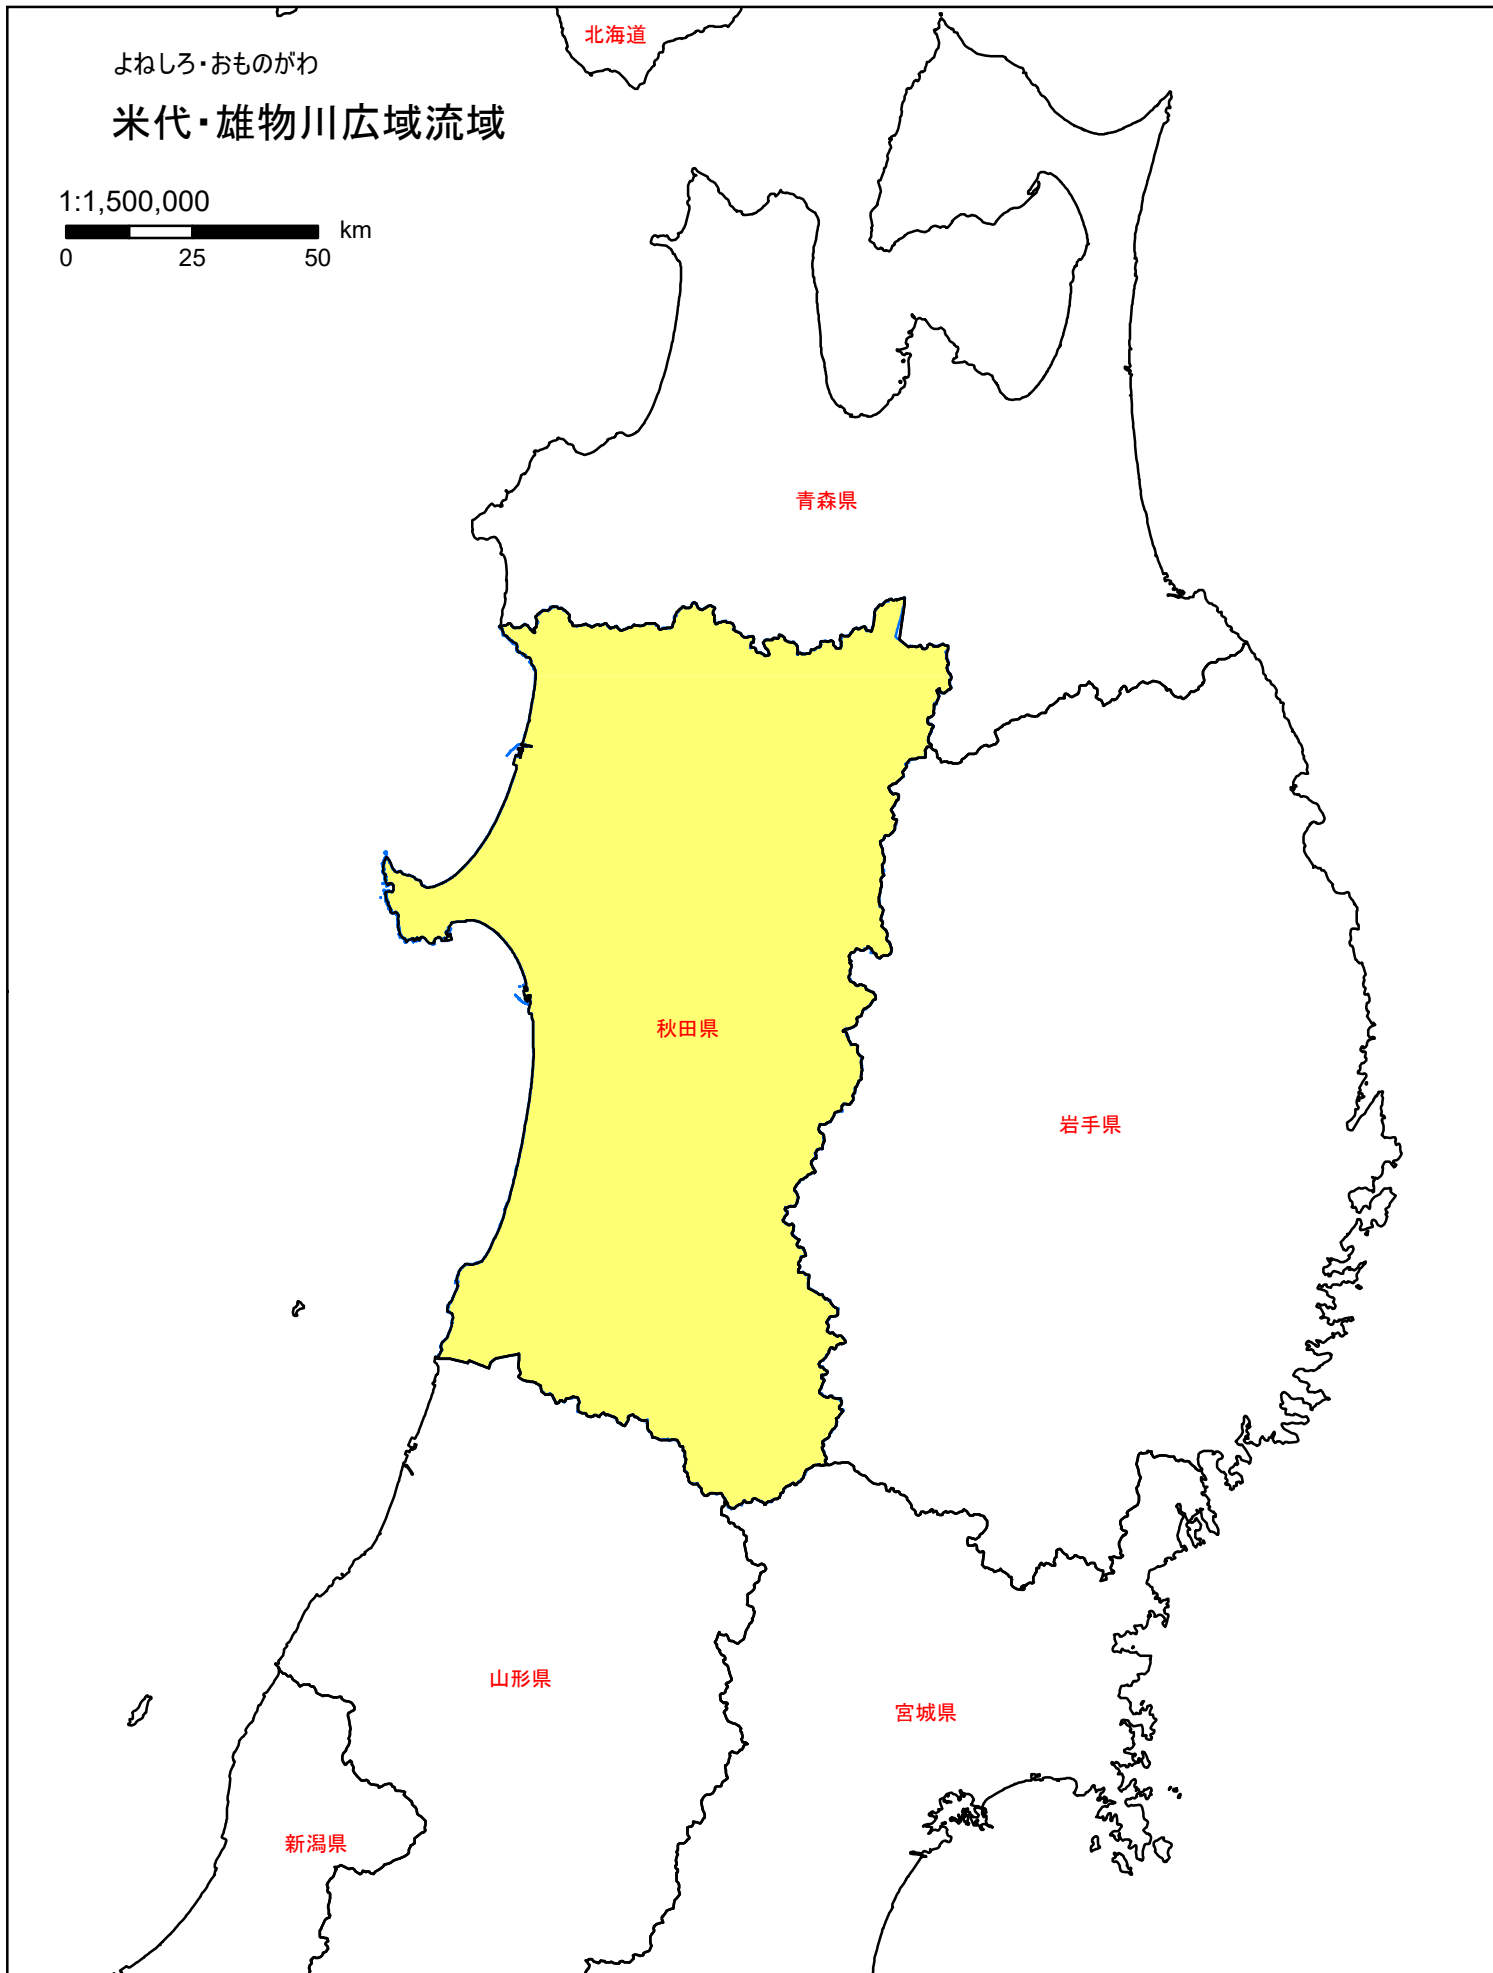 北海道
よねしろ・おものがわ
米代・雄物川広域流域
1:1,500,000
km
0 25 50
青森県
秋田県
岩手県
山形県
宮城県
新潟県